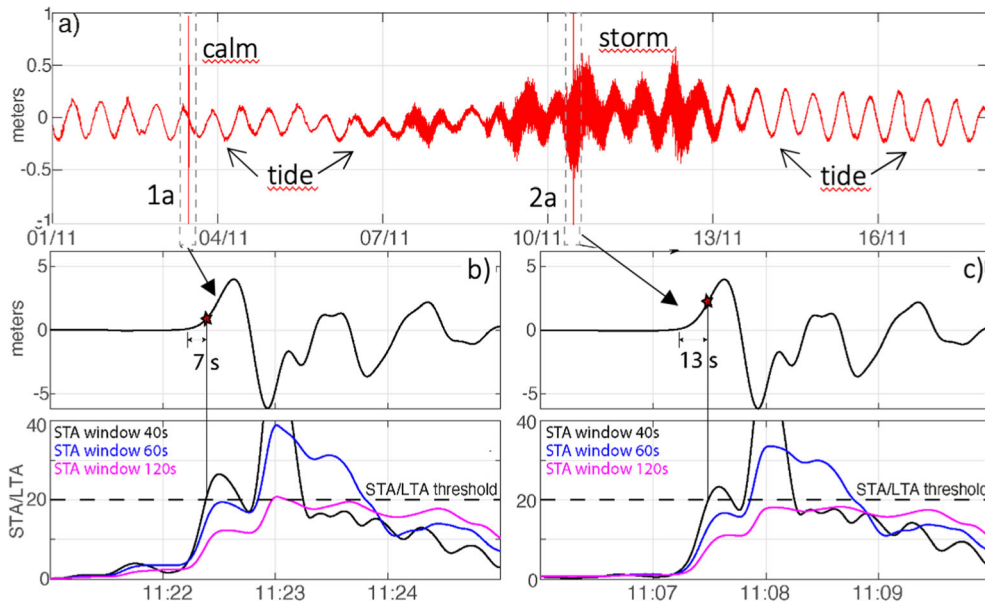 a)
1
0.5
0
-0.5
-1
meters
calm
storm
tide
tide
1a
2a
01/11
04/11
07/11
10/11
13/11
16/11
b)
5
0
-5
meters
7 s
c)
5
0
-5
meters
13 s
40
20
0
STA/LTA
STA window 40s
STA window 60s
STA window 120s
STA/LTA threshold
11:22
11:23
11:24
40
20
0
STA window 40s
STA window 60s
STA window 120s
STA/LTA threshold
11:07
11:08
11:09